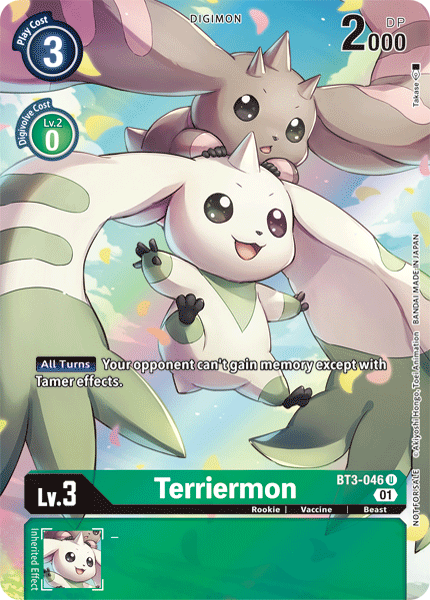 Play Cost
3
DIGIMON
DP
2000
Digivolve Cost
Lv.2
0
Takase
All Turns Your opponent can't gain memory except with
Tamer effects.
NOT FOR SALE ©Akiyoshi Hongo, Toei Animation BANDAI MADE IN JAPAN
Terriermon
BT3-046 U
01
Lv.3
Rookie | Vaccine | Beast
Inherited Effect
–